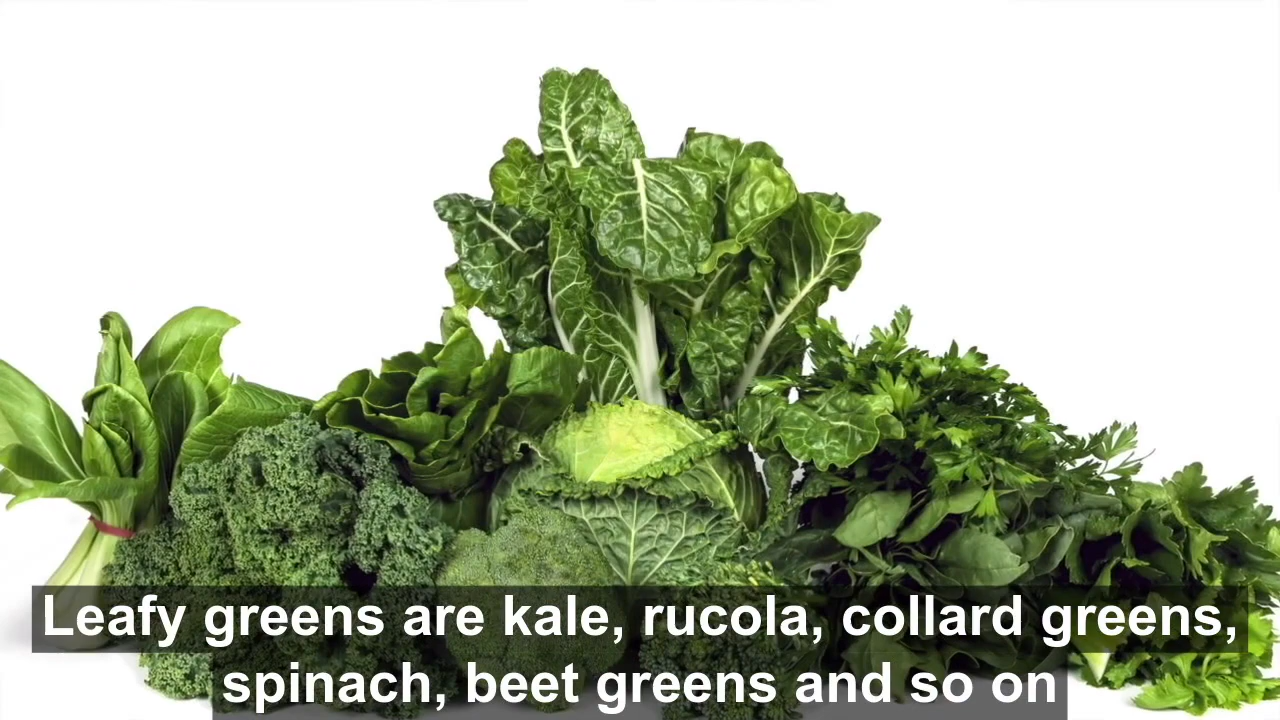 Leafy greens are kale, rucola, collard greens,
spinach, beet greens and so on